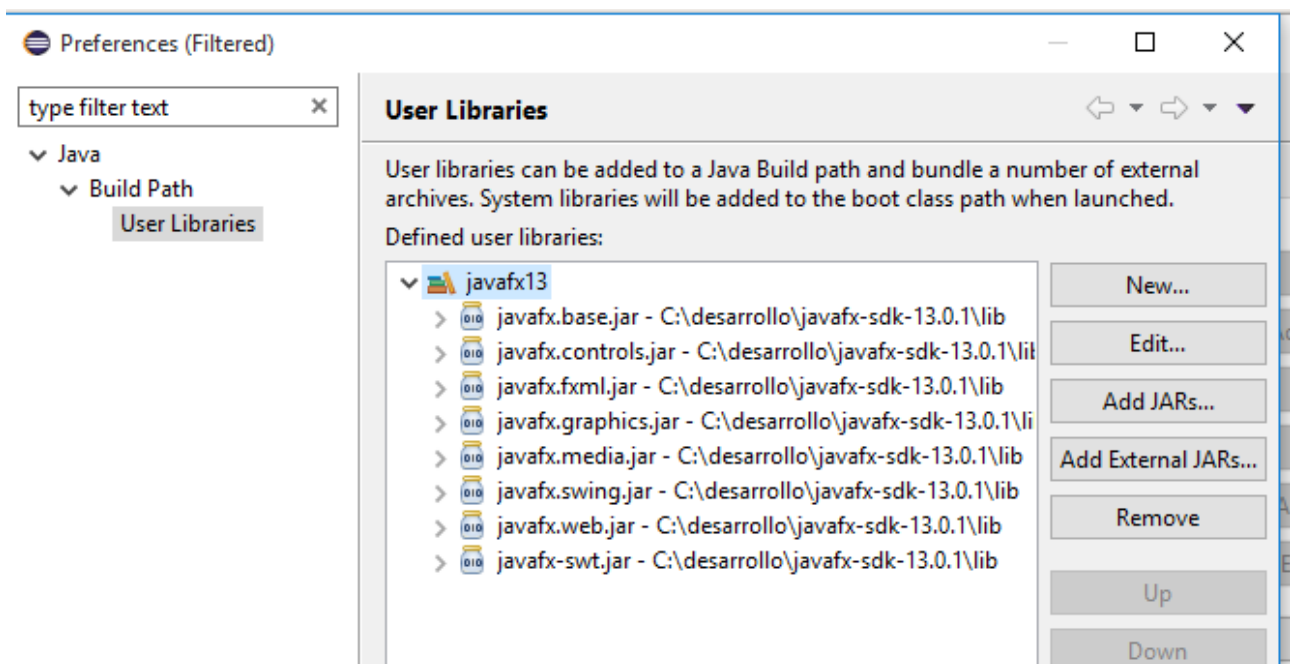 Preferences (Filtered)
type filter text
Java
Build Path
User Libraries
User Libraries
User libraries can be added to a Java Build path and bundle a number of external
archives. System libraries will be added to the boot class path when launched.
Defined user libraries:
javafx13
javafx.base.jar - C:\desarrollo\javafx-sdk-13.0.1\lib
javafx.controls.jar - C:\desarrollo\javafx-sdk-13.0.1\lib
javafx.fxml.jar - C:\desarrollo\javafx-sdk-13.0.1\lib
javafx.graphics.jar - C:\desarrollo\javafx-sdk-13.0.1\li
javafx.media.jar - C:\desarrollo\javafx-sdk-13.0.1\lib
javafx.swing.jar - C:\desarrollo\javafx-sdk-13.0.1\lib
javafx.web.jar - C:\desarrollo\javafx-sdk-13.0.1\lib
javafx-swt.jar - C:\desarrollo\javafx-sdk-13.0.1\lib
New...
Edit...
Add JARs...
Add External JARs...
Remove
Up
Down